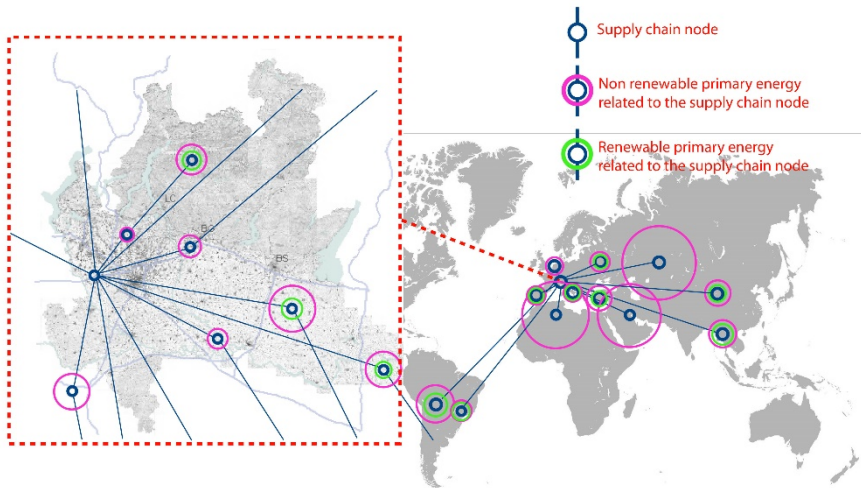 Supply chain node
Non renewable primary energy
related to the supply chain node
Renewable primary energy
related to the supply chain node
LC
BG
BS